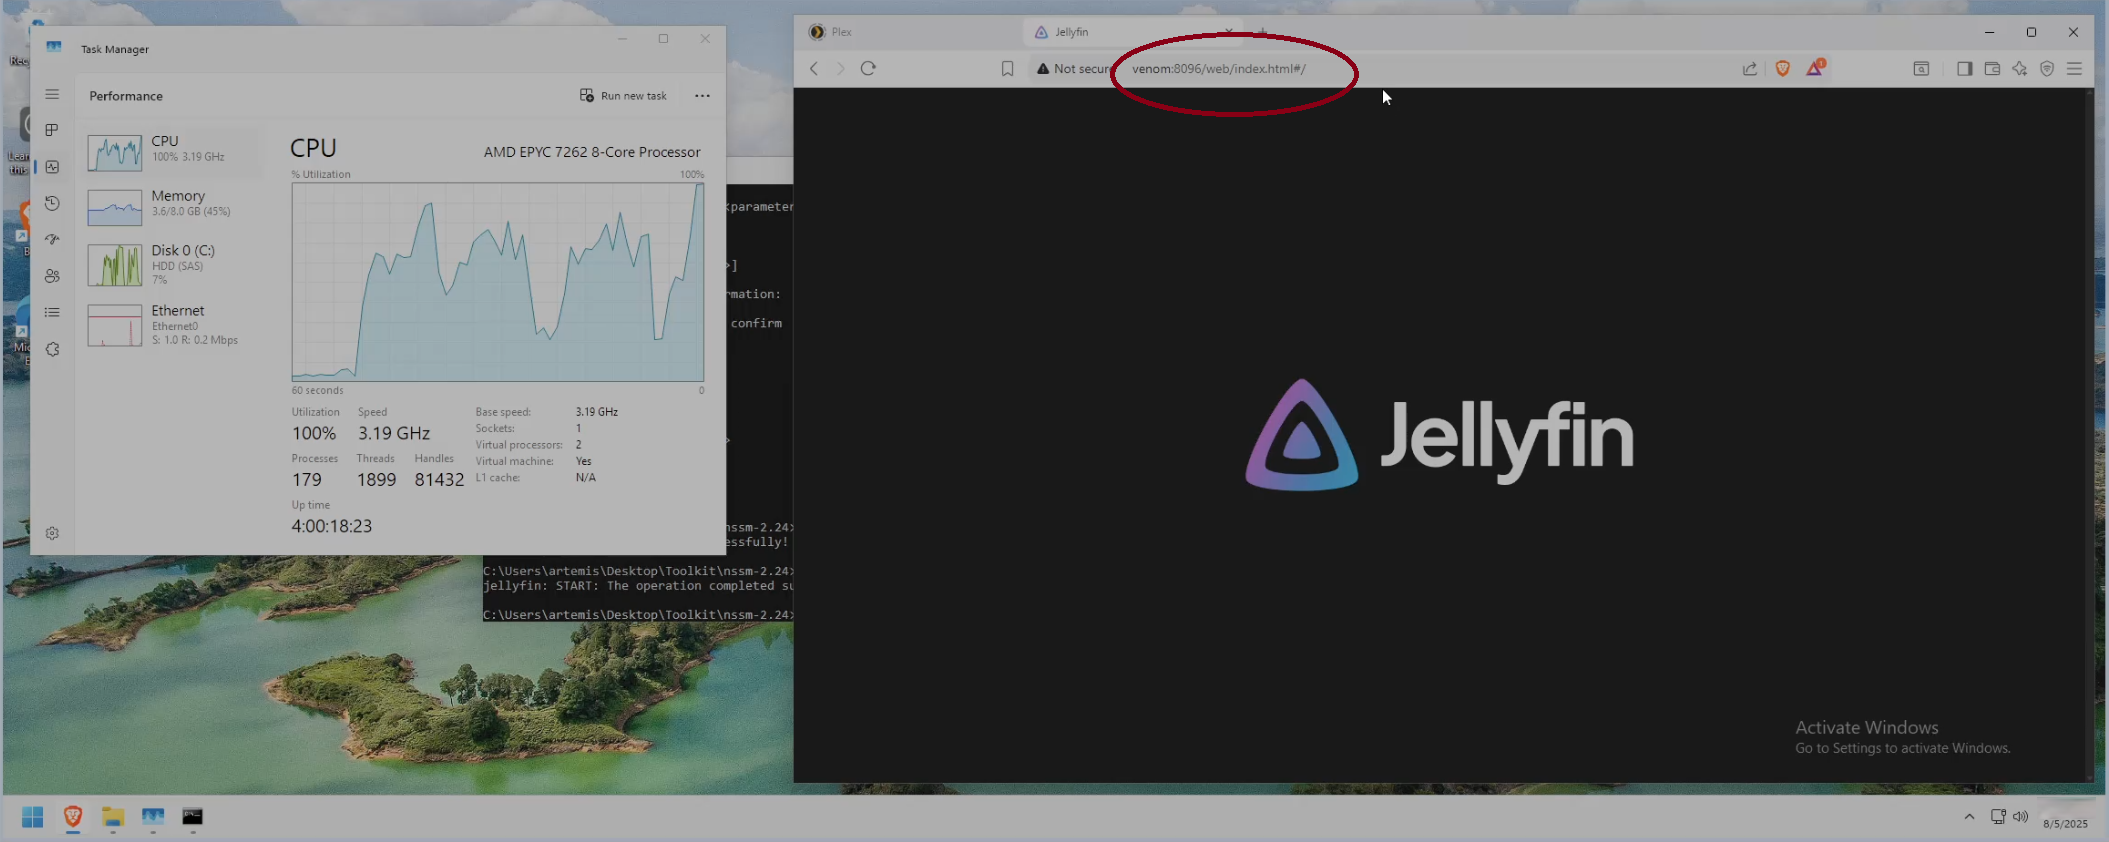 Task Manager
Performance
Run new task
CPU
100% 3.19 GHz
Memory
3.6/8.0 GB (45%)
Disk 0 (C:)
HDD (SAS)
7%
Ethernet
Ethernet0
S: 1.0 R: 0.2 Mbps
CPU
AMD EPYC 7262 8-Core Processor
% Utilization
100%
60 seconds
0
Utilization Speed
100% 3.19 GHz
Processes Threads Handles
179 1899 81432
Up time
4:00:18:23
Base speed: 3.19 GHz
Sockets: 1
Virtual processors: 2
Virtual machine: Yes
L1 cache: N/A
<parameter
>]
rmation:
confirm
>
nssm-2.24>
essfully!
C:\Users\artemis\Desktop\Toolkit\nssm-2.24>
jellyfin: START: The operation completed su
C:\Users\artemis\Desktop\Toolkit\nssm-2.24>
Plex
Jellyfin
Not secure venom:8096/web/index.html#/
1
Jellyfin
Activate Windows
Go to Settings to activate Windows.
8/5/2025